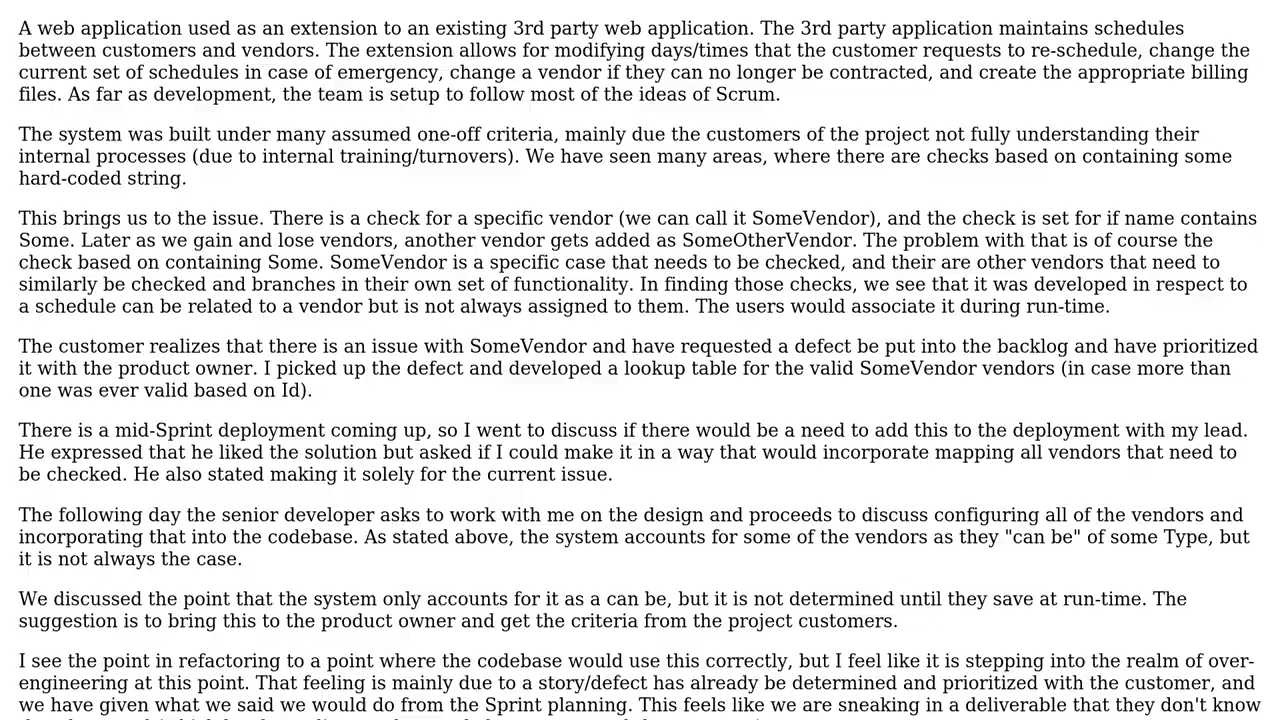 A web application used as an extension to an existing 3rd party web application. The 3rd party application maintains schedules
between customers and vendors. The extension allows for modifying days/times that the customer requests to re-schedule, change the
current set of schedules in case of emergency, change a vendor if they can no longer be contracted, and create the appropriate billing
files. As far as development, the team is setup to follow most of the ideas of Scrum.
The system was built under many assumed one-off criteria, mainly due the customers of the project not fully understanding their
internal processes (due to internal training/turnovers). We have seen many areas, where there are checks based on containing some
hard-coded string.
This brings us to the issue. There is a check for a specific vendor (we can call it SomeVendor), and the check is set for if name contains
Some. Later as we gain and lose vendors, another vendor gets added as SomeOtherVendor. The problem with that is of course the
check based on containing Some. SomeVendor is a specific case that needs to be checked, and their are other vendors that need to
similarly be checked and branches in their own set of functionality. In finding those checks, we see that it was developed in respect to
a schedule can be related to a vendor but is not always assigned to them. The users would associate it during run-time.
The customer realizes that there is an issue with SomeVendor and have requested a defect be put into the backlog and have prioritized
it with the product owner. I picked up the defect and developed a lookup table for the valid SomeVendor vendors (in case more than
one was ever valid based on Id).
There is a mid-Sprint deployment coming up, so I went to discuss if there would be a need to add this to the deployment with my lead.
He expressed that he liked the solution but asked if I could make it in a way that would incorporate mapping all vendors that need to
be checked. He also stated making it solely for the current issue.
The following day the senior developer asks to work with me on the design and proceeds to discuss configuring all of the vendors and
incorporating that into the codebase. As stated above, the system accounts for some of the vendors as they "can be" of some Type, but
it is not always the case.
We discussed the point that the system only accounts for it as a can be, but it is not determined until they save at run-time. The
suggestion is to bring this to the product owner and get the criteria from the project customers.
I see the point in refactoring to a point where the codebase would use this correctly, but I feel like it is stepping into the realm of over-
engineering at this point. That feeling is mainly due to a story/defect has already be determined and prioritized with the customer, and
we have given what we said we would do from the Sprint planning. This feels like we are sneaking in a deliverable that they don't know